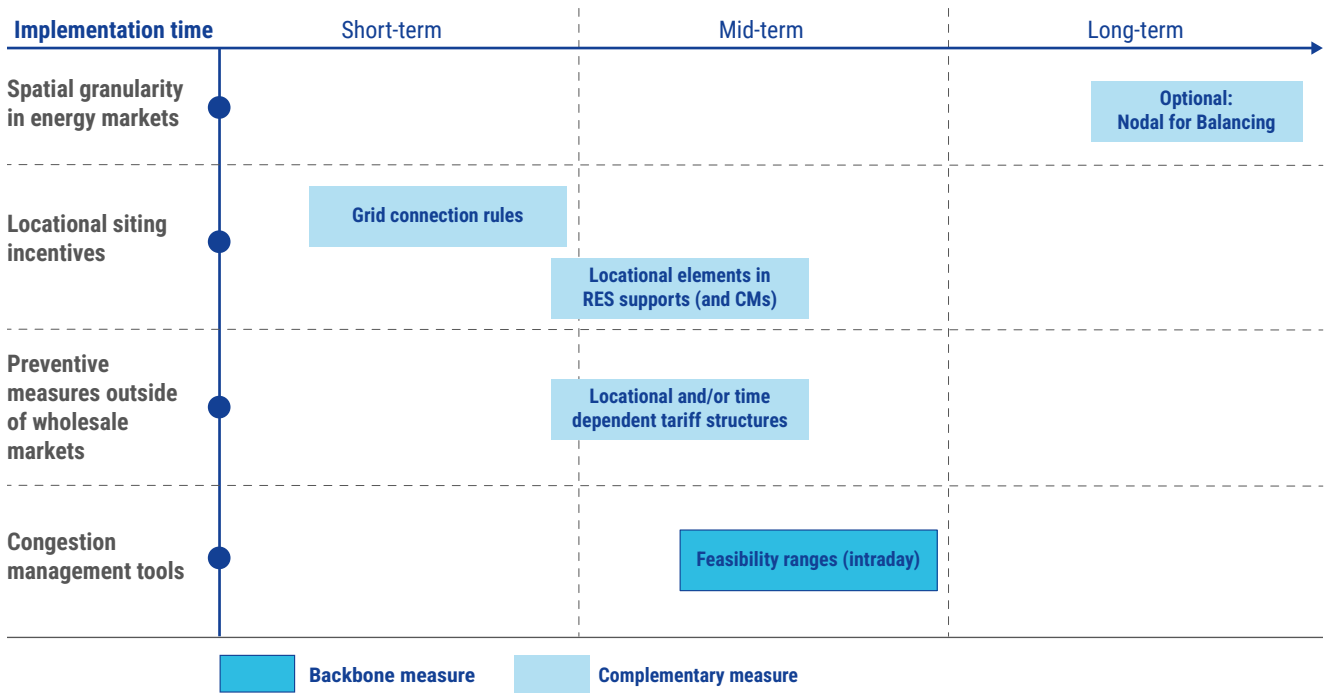 Implementation time
Short-term
Mid-term
Long-term
Spatial granularity
in energy markets
Optional:
Nodal for Balancing
Locational siting
incentives
Grid connection rules
Locational elements in
RES supports (and CMs)
Preventive
measures outside
of wholesale
markets
Locational and/or time
dependent tariff structures
Congestion
management tools
Feasibility ranges (intraday)
Backbone measure
Complementary measure